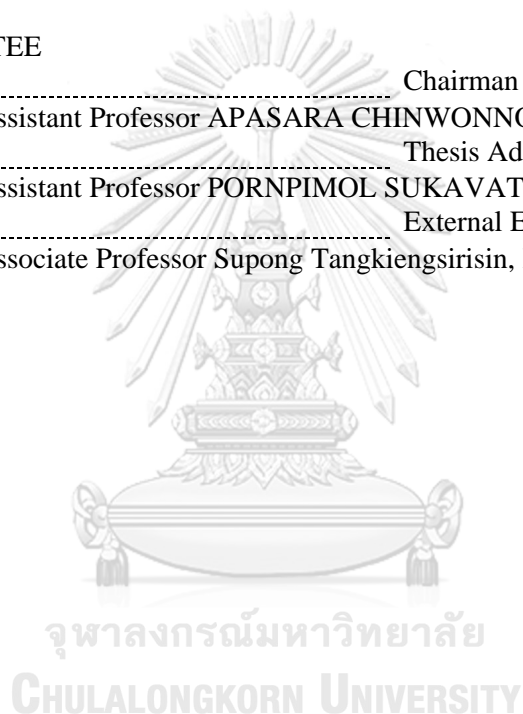 TEE
Chairman
ssistant Professor APASARA CHINWONNO
Thesis Ad
ssistant Professor PORNPIMOL SUKAVAT
External E
ssociate Professor Supong Tangkiengsirisin,
จุฬาลงกรณ์มหาวิทยาลัย
CHULALONGKORN UNIVERSITY